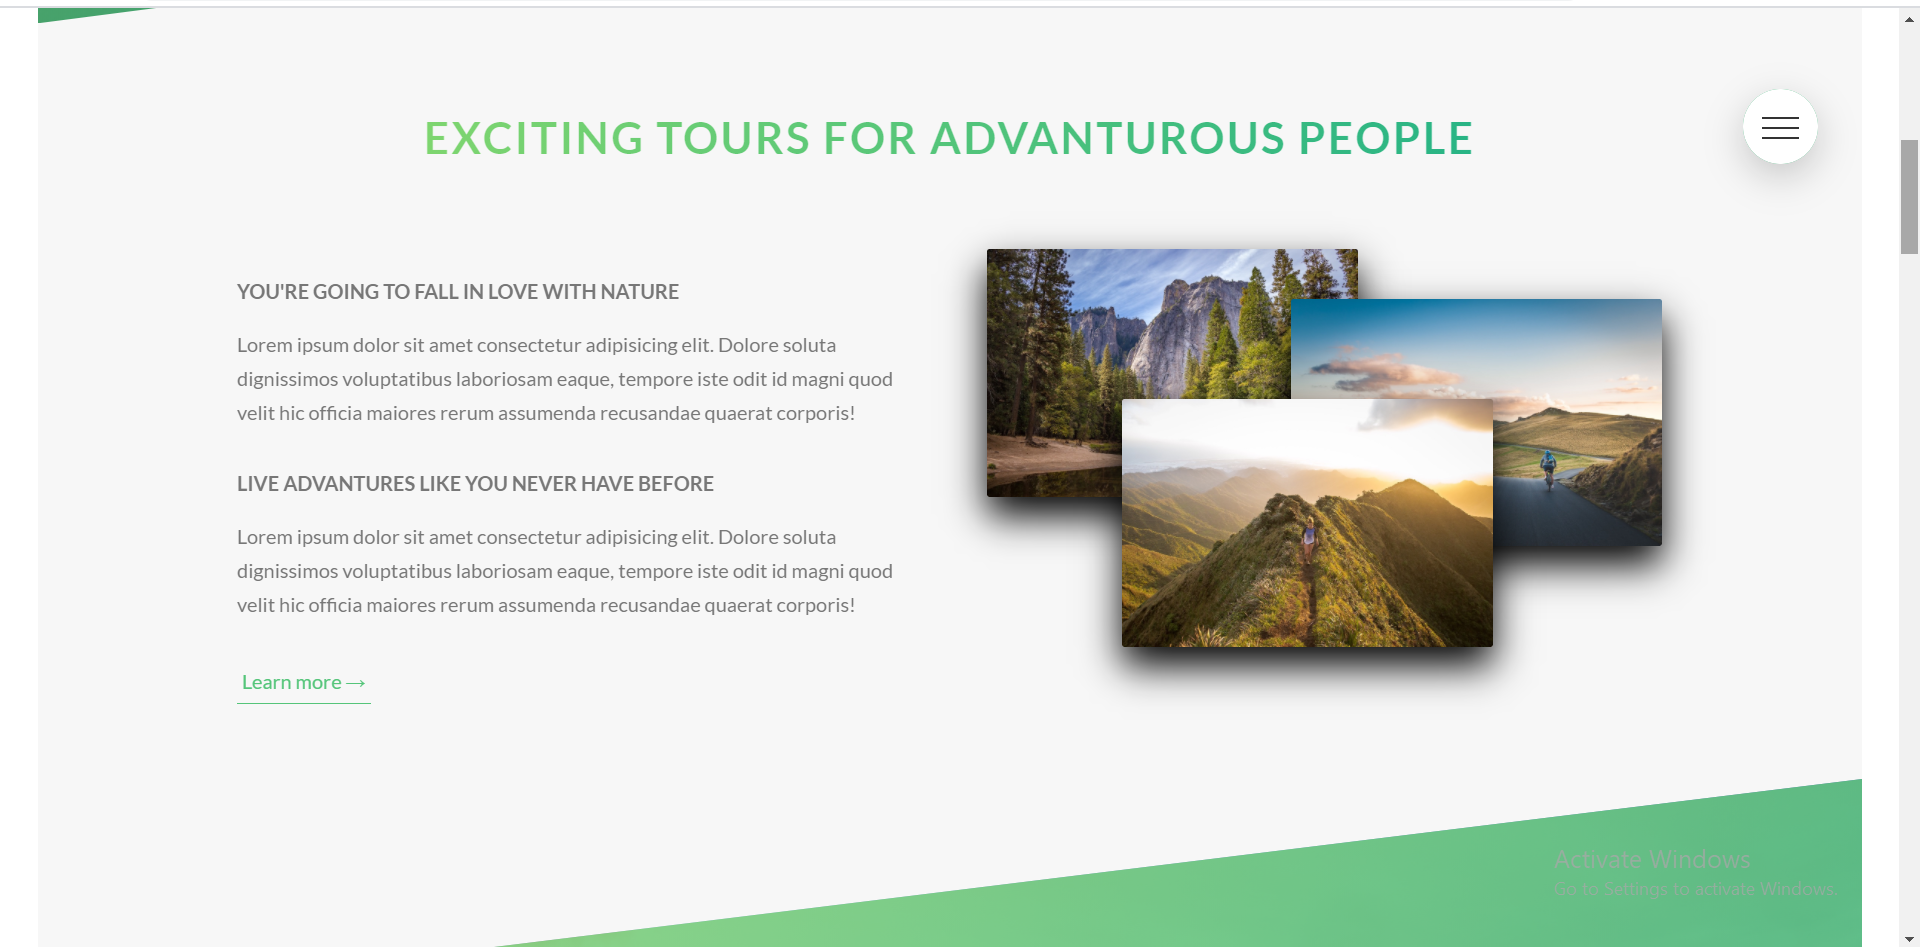 EXCITING TOURS FOR ADVANTUROUS PEOPLE
YOU'RE GOING TO FALL IN LOVE WITH NATURE
Lorem ipsum dolor sit amet consectetur adipisicing elit. Dolore soluta
dignissimos voluptatibus laboriosam eaque, tempore iste odit id magni quod
velit hic officia maiores rerum assumenda recusandae quaerat corporis!
LIVE ADVANTURES LIKE YOU NEVER HAVE BEFORE
Lorem ipsum dolor sit amet consectetur adipisicing elit. Dolore soluta
dignissimos voluptatibus laboriosam eaque, tempore iste odit id magni quod
velit hic officia maiores rerum assumenda recusandae quaerat corporis!
Learn more →
Activate Windows
Go to Settings to activate Windows.